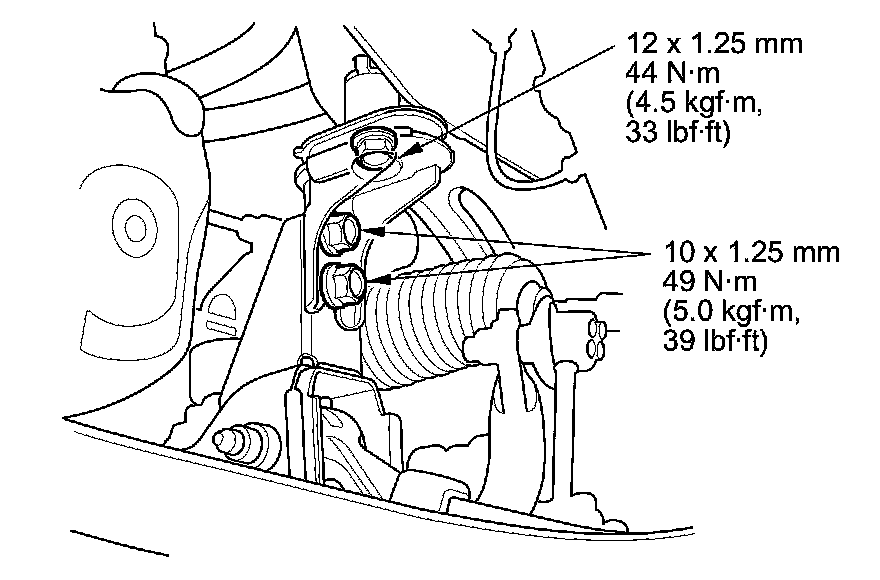 12 x 1.25 mm
44 N·m
(4.5 kgf·m,
33 lbf·ft)
10 x 1.25 mm
49 N·m
(5.0 kgf·m,
39 lbf·ft)